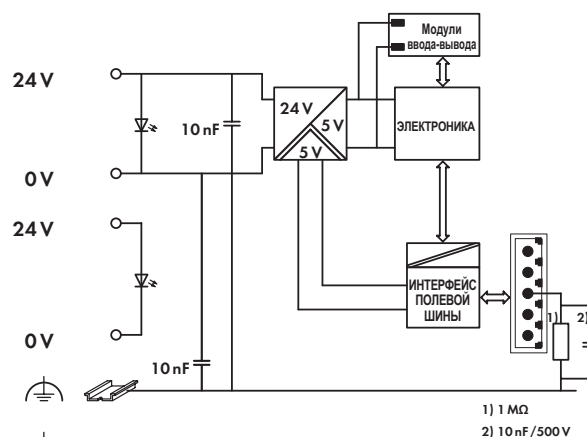 Модули
ввода-вывода
24 V
24 V
5 V
5 V
10 nF
ЭЛЕКТРОНИКА
0 V
24 V
ИНТЕРФЕЙС
ПОЛЕВОЙ
ШИНЫ
1)
2)
0 V
10 nF
1) 1 MΩ
2) 10 nF/500 V